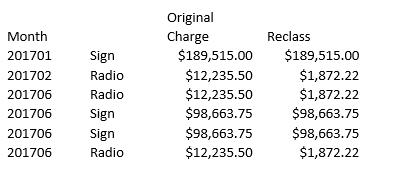 Original
Month Charge Reclass
201701 Sign $189,515.00 $189,515.00
201702 Radio $12,235.50 $1,872.22
201706 Radio $12,235.50 $1,872.22
201706 Sign $98,663.75 $98,663.75
201706 Sign $98,663.75 $98,663.75
201706 Radio $12,235.50 $1,872.22